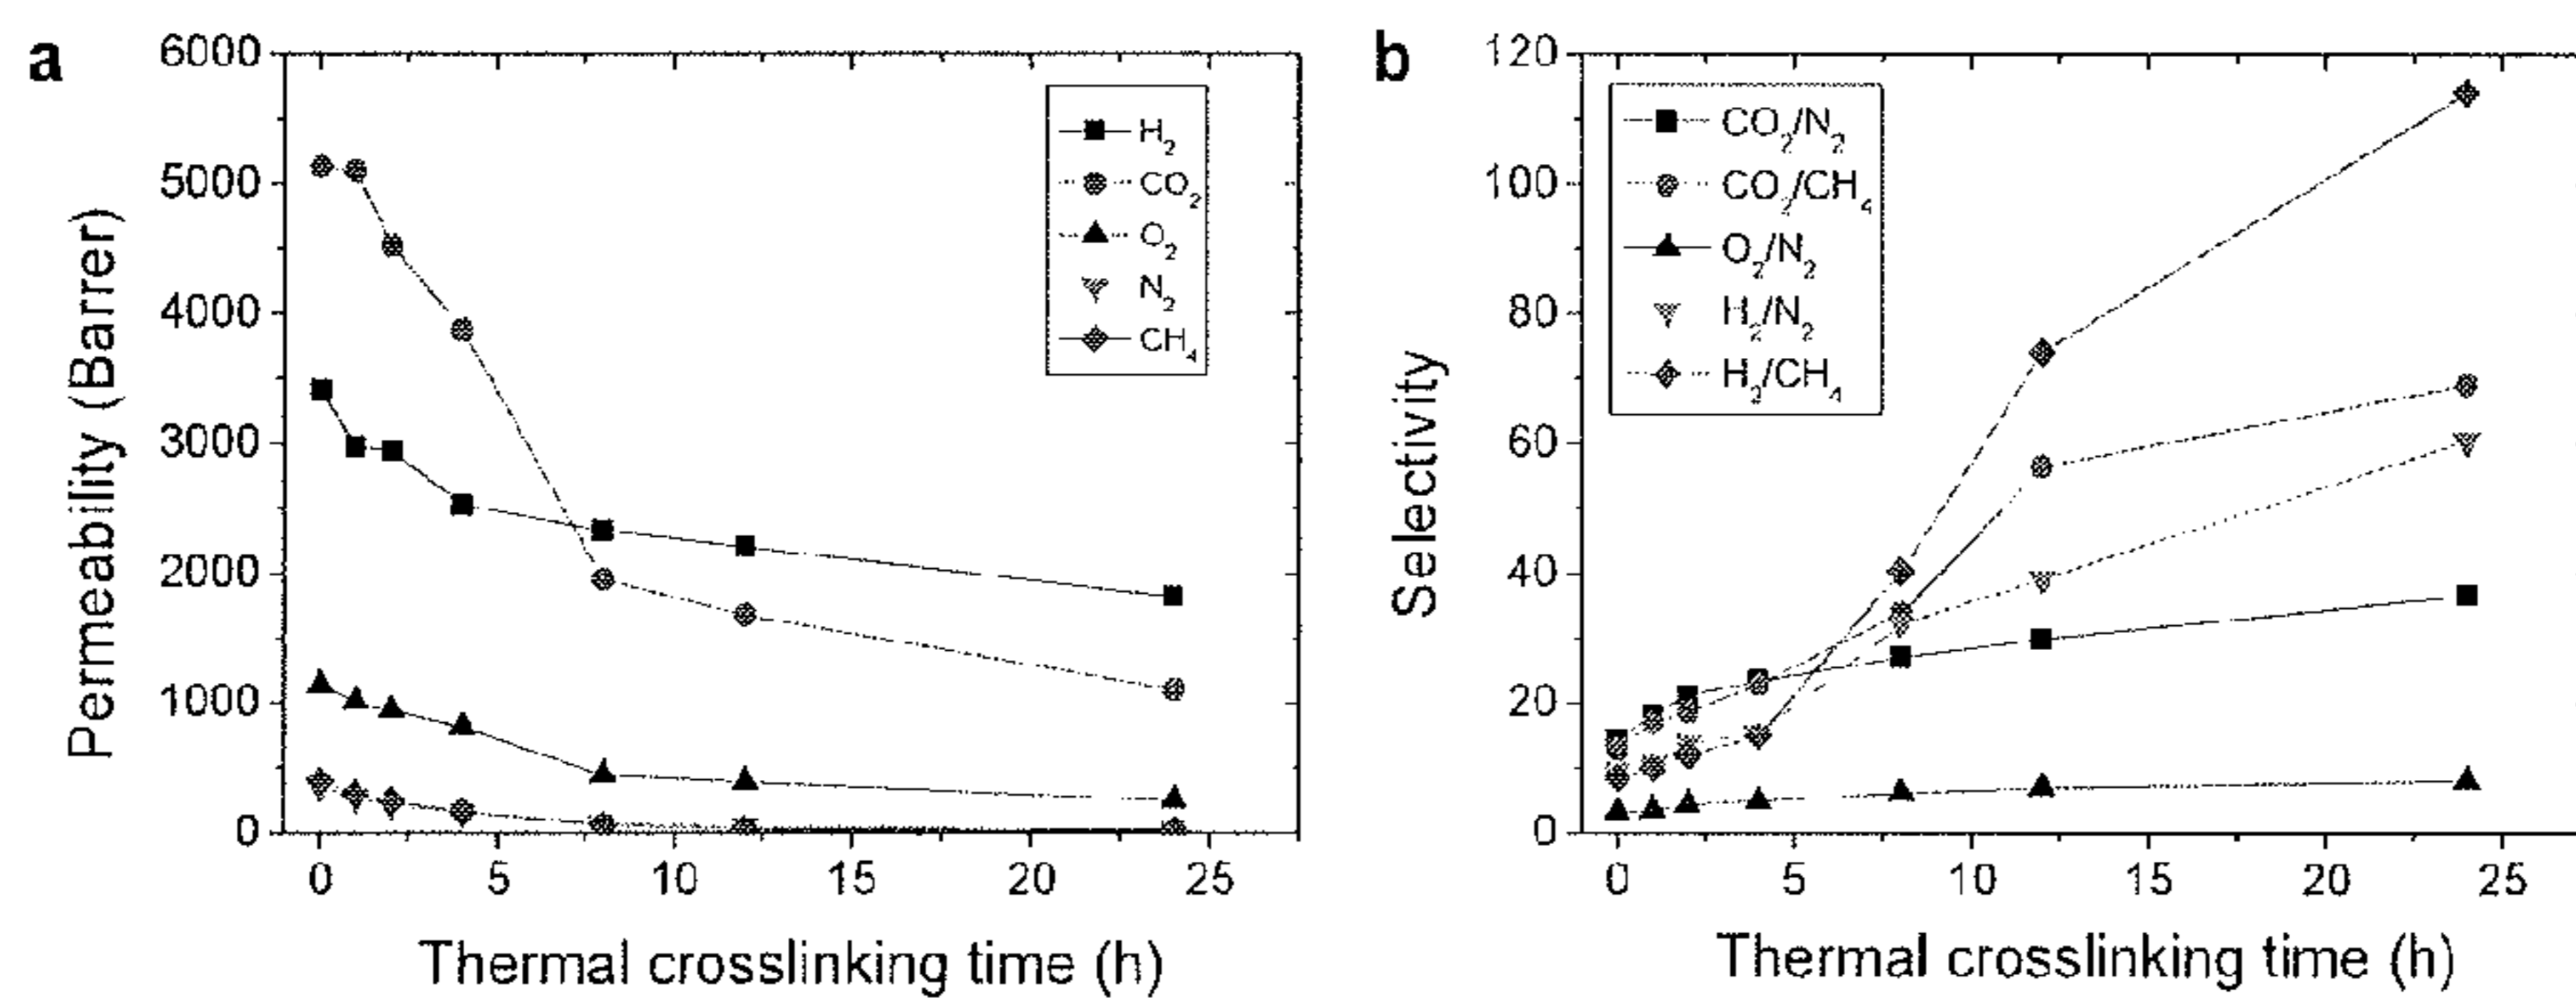 a
6000
5000
4000
3000
2000
1000
0
Permeability (Barrer)
H2
CO2
O2
N2
CH4
0 5 10 15 20 25
Thermal crosslinking time (h)
b
120
100
80
60
40
20
0
Selectivity
CO2/N2
CO2/CH4
O2/N2
H2/N2
H2/CH4
0 5 10 15 20 25
Thermal crosslinking time (h)